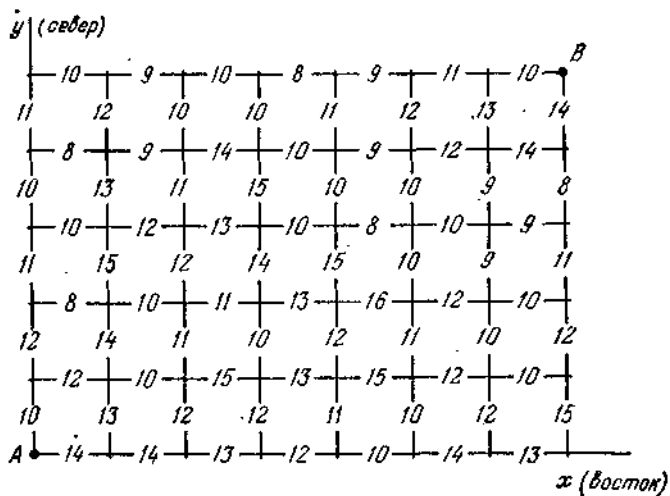 y (север)
B
10 9 10 8 9 11 10
11 12 10 10 11 12 13 14
8 9 14 10 9 12 14
10 13 11 15 10 10 9 8
10 12 13 10 8 10 9
11 15 12 14 15 10 9 11
8 10 11 13 16 12 10
12 14 11 10 12 11 10 12
12 10 15 13 15 12 10
10 13 12 12 11 10 12 15
A 14 14 13 12 10 14 13
x (восток)